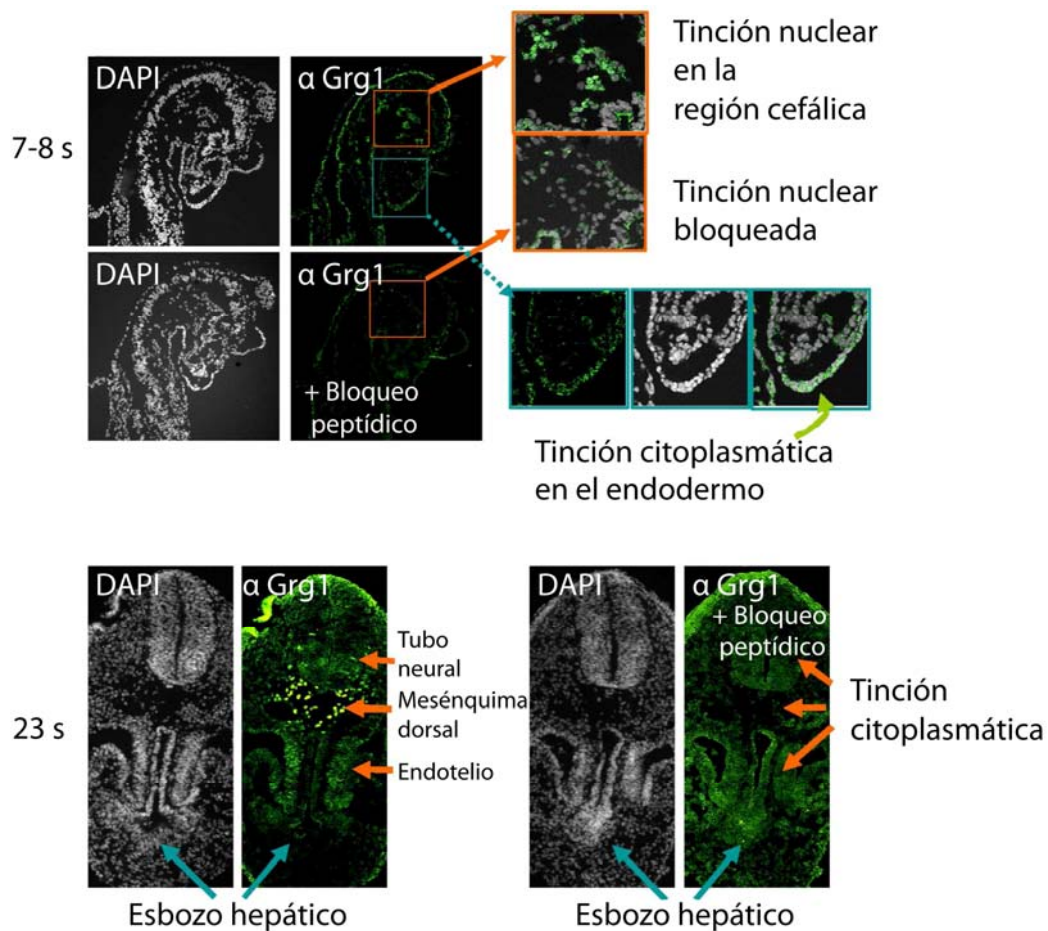 DAPI
α Grg1
Tinción nuclear
en la
región cefálica
7-8 s
Tinción nuclear
bloqueada
DAPI
α Grg1
+ Bloqueo
peptídico
Tinción citoplasmática
en el endodermo
DAPI
α Grg1
Tubo
neural
Mesénquima
dorsal
Endotelio
23 s
DAPI
α Grg1
+ Bloqueo
peptídico
Tinción
citoplasmática
Esbozo hepático
Esbozo hepático